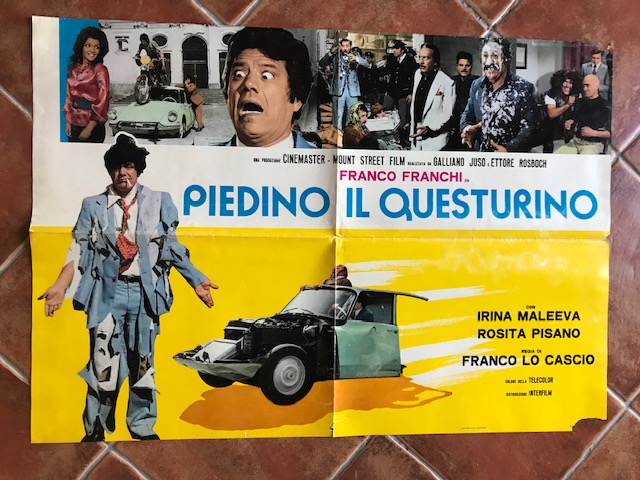 UNA PRODUZIONE CINEMASTER - MOUNT STREET FILM REALIZZATA DA GALLIANO JUSO E ETTORE ROSBOCH
FRANCO FRANCHI IN
PIEDINO IL QUESTURINO
CON
IRINA MALEEVA
ROSITA PISANO
REGIA DI
FRANCO LO CASCIO
COLORE DELLA TELECOLOR
DISTRIBUZIONE INTERFILM